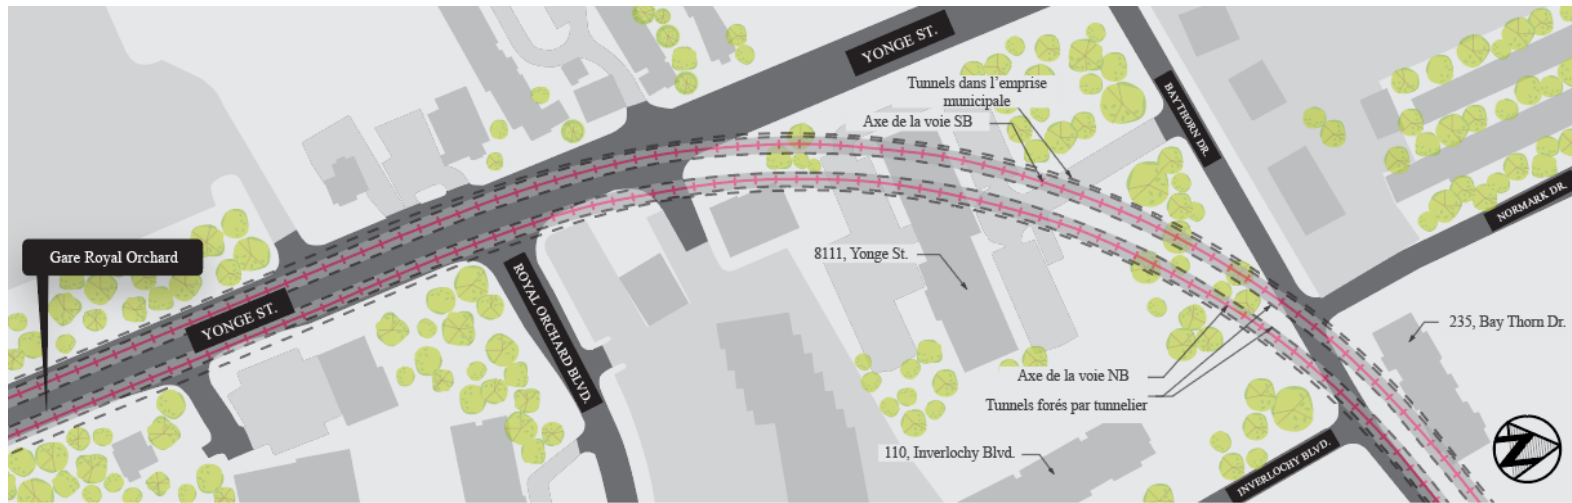 YONGE ST.
Tunnels dans l'emprise
municipale
Axe de la voie SB
BAY THORN DR.
NORMARK DR.
Gare Royal Orchard
8111, Yonge St.
ROYAL ORCHARD BLVD.
YONGE ST.
235, Bay Thorn Dr.
Axe de la voie NB
Tunnels forés par tunnelier
110, Inverlochy Blvd.
INVERLOCHY BLVD.
Z